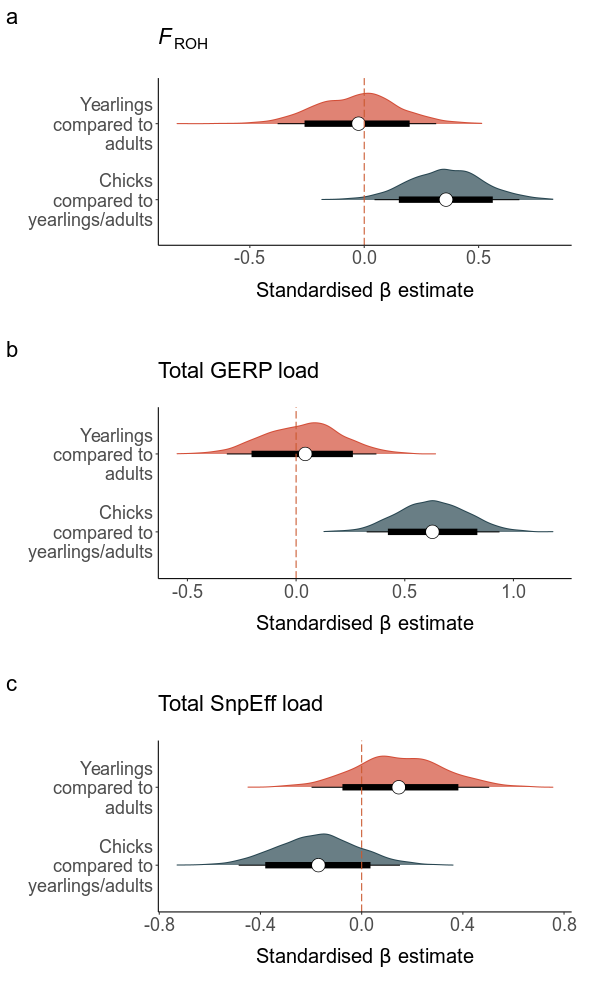 a
FROH
Yearlings
compared to
adults
Chicks
compared to
yearlings/adults
-0.5 0.0 0.5
Standardised β estimate
b
Total GERP load
Yearlings
compared to
adults
Chicks
compared to
yearlings/adults
-0.5 0.0 0.5 1.0
Standardised β estimate
c
Total SnpEff load
Yearlings
compared to
adults
Chicks
compared to
yearlings/adults
-0.8 -0.4 0.0 0.4 0.8
Standardised β estimate